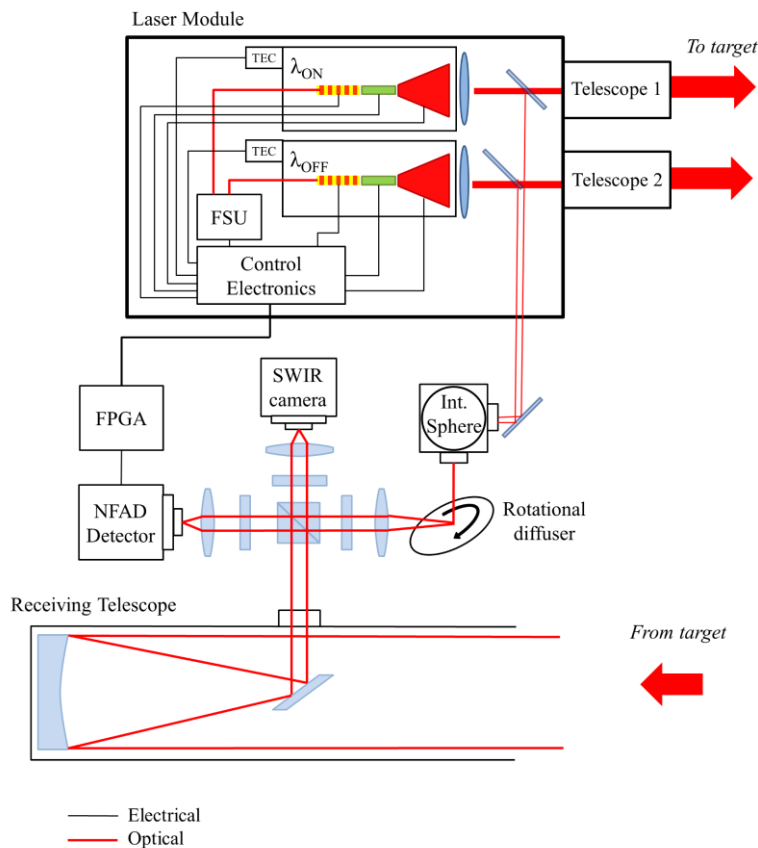 Laser Module
To target
TEC
λON
Telescope 1
TEC
λOFF
Telescope 2
FSU
Control
Electronics
SWIR
camera
FPGA
Int.
Sphere
NFAD
Detector
Rotational
diffuser
Receiving Telescope
From target
Electrical
Optical